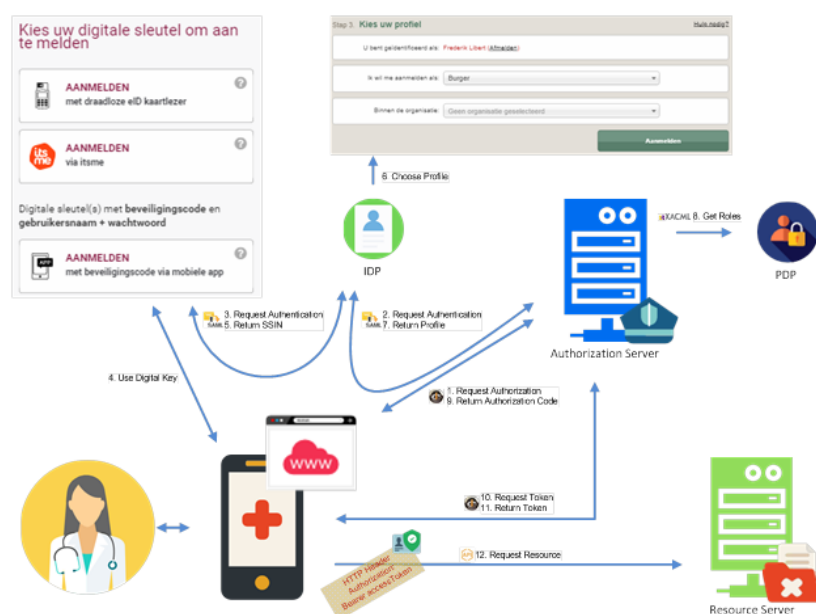 Kies uw digitale sleutel om aan
te melden
AANMELDEN
met draadloze eID kaartlezer
AANMELDEN
via itsme
its
me
Digitale sleutel(s) met beveiligingscode en
gebruikersnaam + wachtwoord
APP
AANMELDEN
met beveiligingscode via mobiele app
Step 3. Kies uw profiel
Hulp nodig?
U bent geïdentificeerd als: Frederik Libert (Afmelden)
Ik wil me aanmelden als: Burger
Binnen de organisatie: Geen organisatie geselecteerd
Aanmelden
6. Choose Profile
IDP
XACML 8. Get Roles
PDP
Authorization Server
SAML
3. Request Authentication
5. Return SSIN
SAML
2. Request Authentication
7. Return Profile
4. Use Digital Key
1. Request Authorization
9. Return Authorization Code
www
10. Request Token
11. Return Token
API
12. Request Resource
HTTP Header
Authorization:
Bearer accessToken
Resource Server